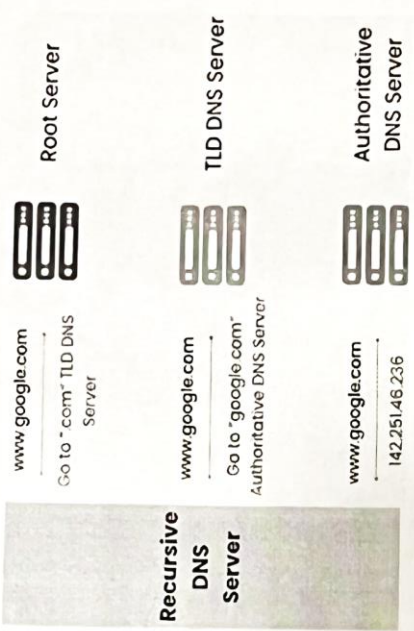 Recursive
DNS
Server
www.google.com
Go to ".com" TLD DNS
Server
Root Server
www.google.com
Go to "google.com"
Authoritative DNS Server
TLD DNS Server
www.google.com
142.251.46.236
Authoritative
DNS Server